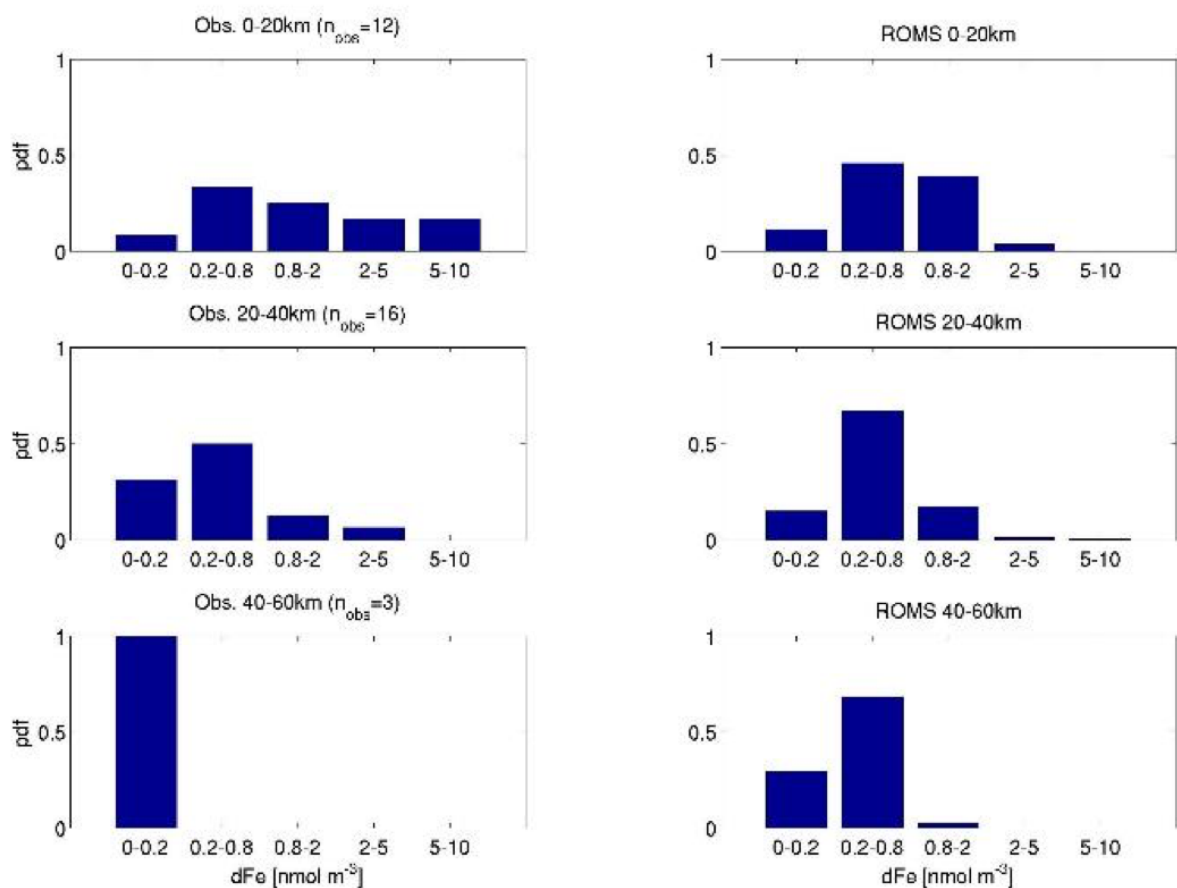 Obs. 0-20km (n_obs=12)
1
0.5
0
pdf
0-0.2 0.2-0.8 0.8-2 2-5 5-10
ROMS 0-20km
1
0.5
0
0-0.2 0.2-0.8 0.8-2 2-5 5-10
Obs. 20-40km (n_obs=16)
1
0.5
0
pdf
0-0.2 0.2-0.8 0.8-2 2-5 5-10
ROMS 20-40km
1
0.5
0
0-0.2 0.2-0.8 0.8-2 2-5 5-10
Obs. 40-60km (n_obs=3)
1
0.5
0
pdf
0-0.2 0.2-0.8 0.8-2 2-5 5-10
dFe [nmol m⁻³]
ROMS 40-60km
1
0.5
0
0-0.2 0.2-0.8 0.8-2 2-5 5-10
dFe [nmol m⁻³]